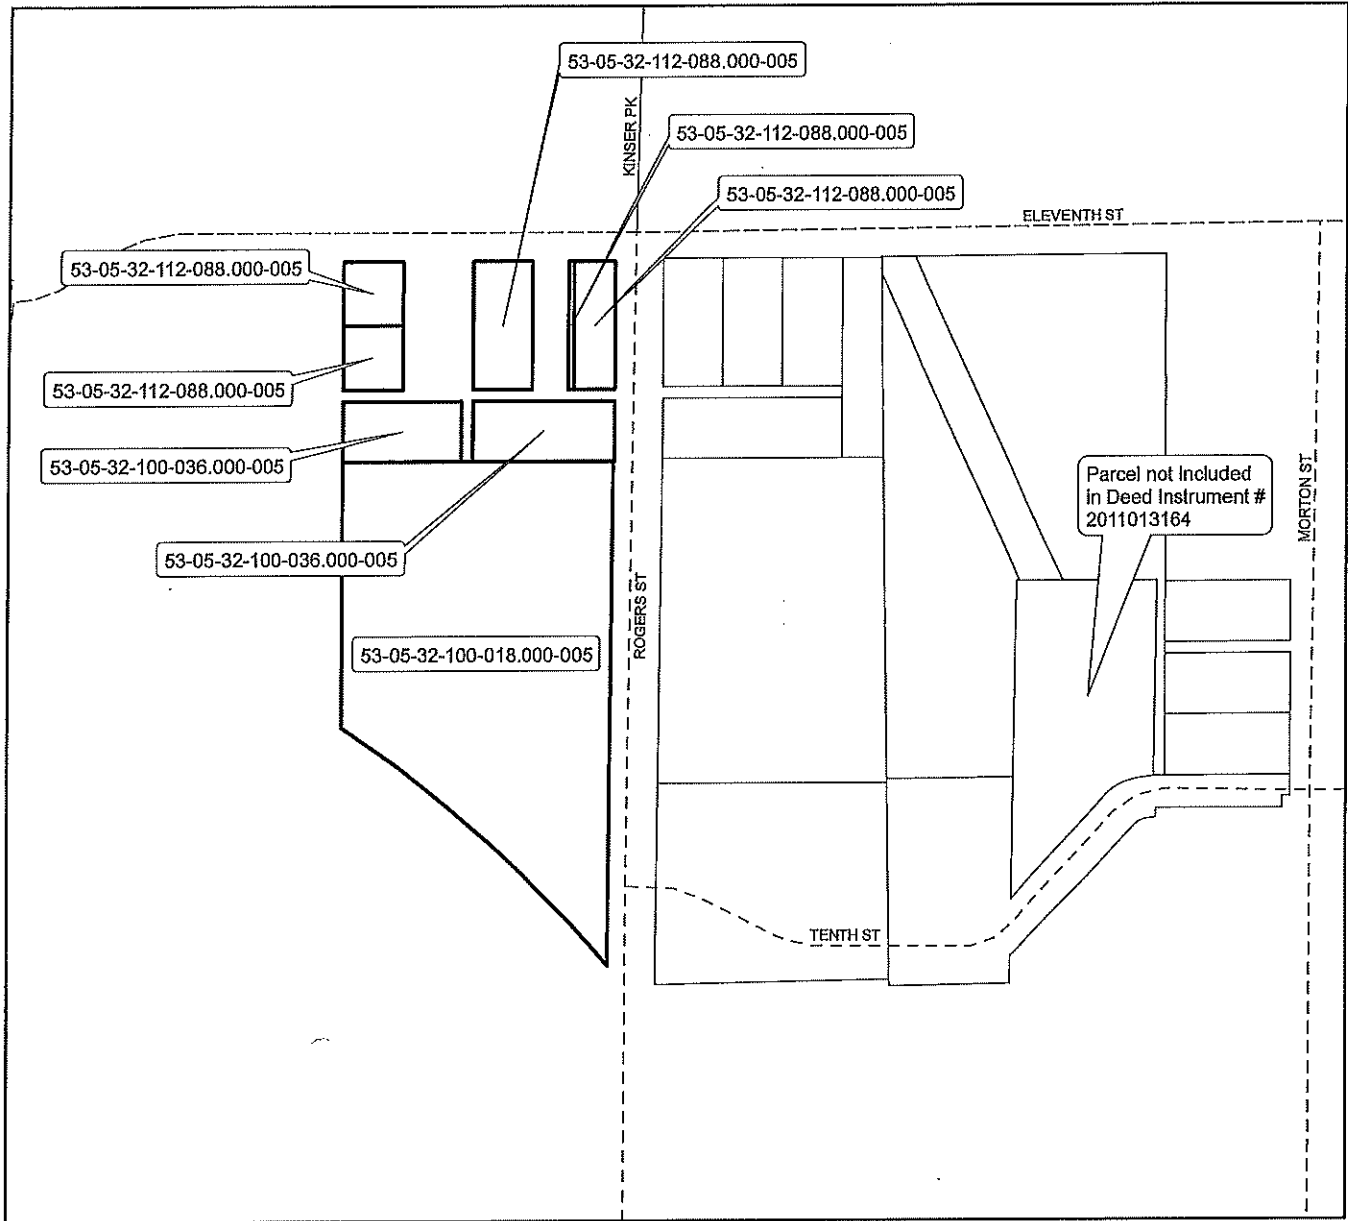 53-05-32-112-088.000-005
KINSER PK
53-05-32-112-088.000-005
53-05-32-112-088.000-005
ELEVENTH ST
53-05-32-112-088.000-005
53-05-32-112-088.000-005
53-05-32-100-036.000-005
Parcel not Included
in Deed Instrument #
2011013164
MORTON ST
53-05-32-100-036.000-005
ROGERS ST
53-05-32-100-018.000-005
TENTH ST